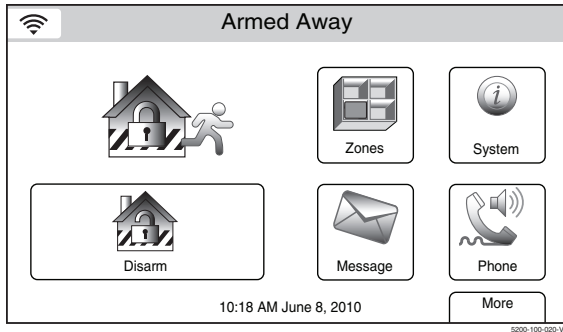 Armed Away
Zones
System
Disarm
Message
Phone
10:18 AM June 8, 2010
More
5200-100-020-V